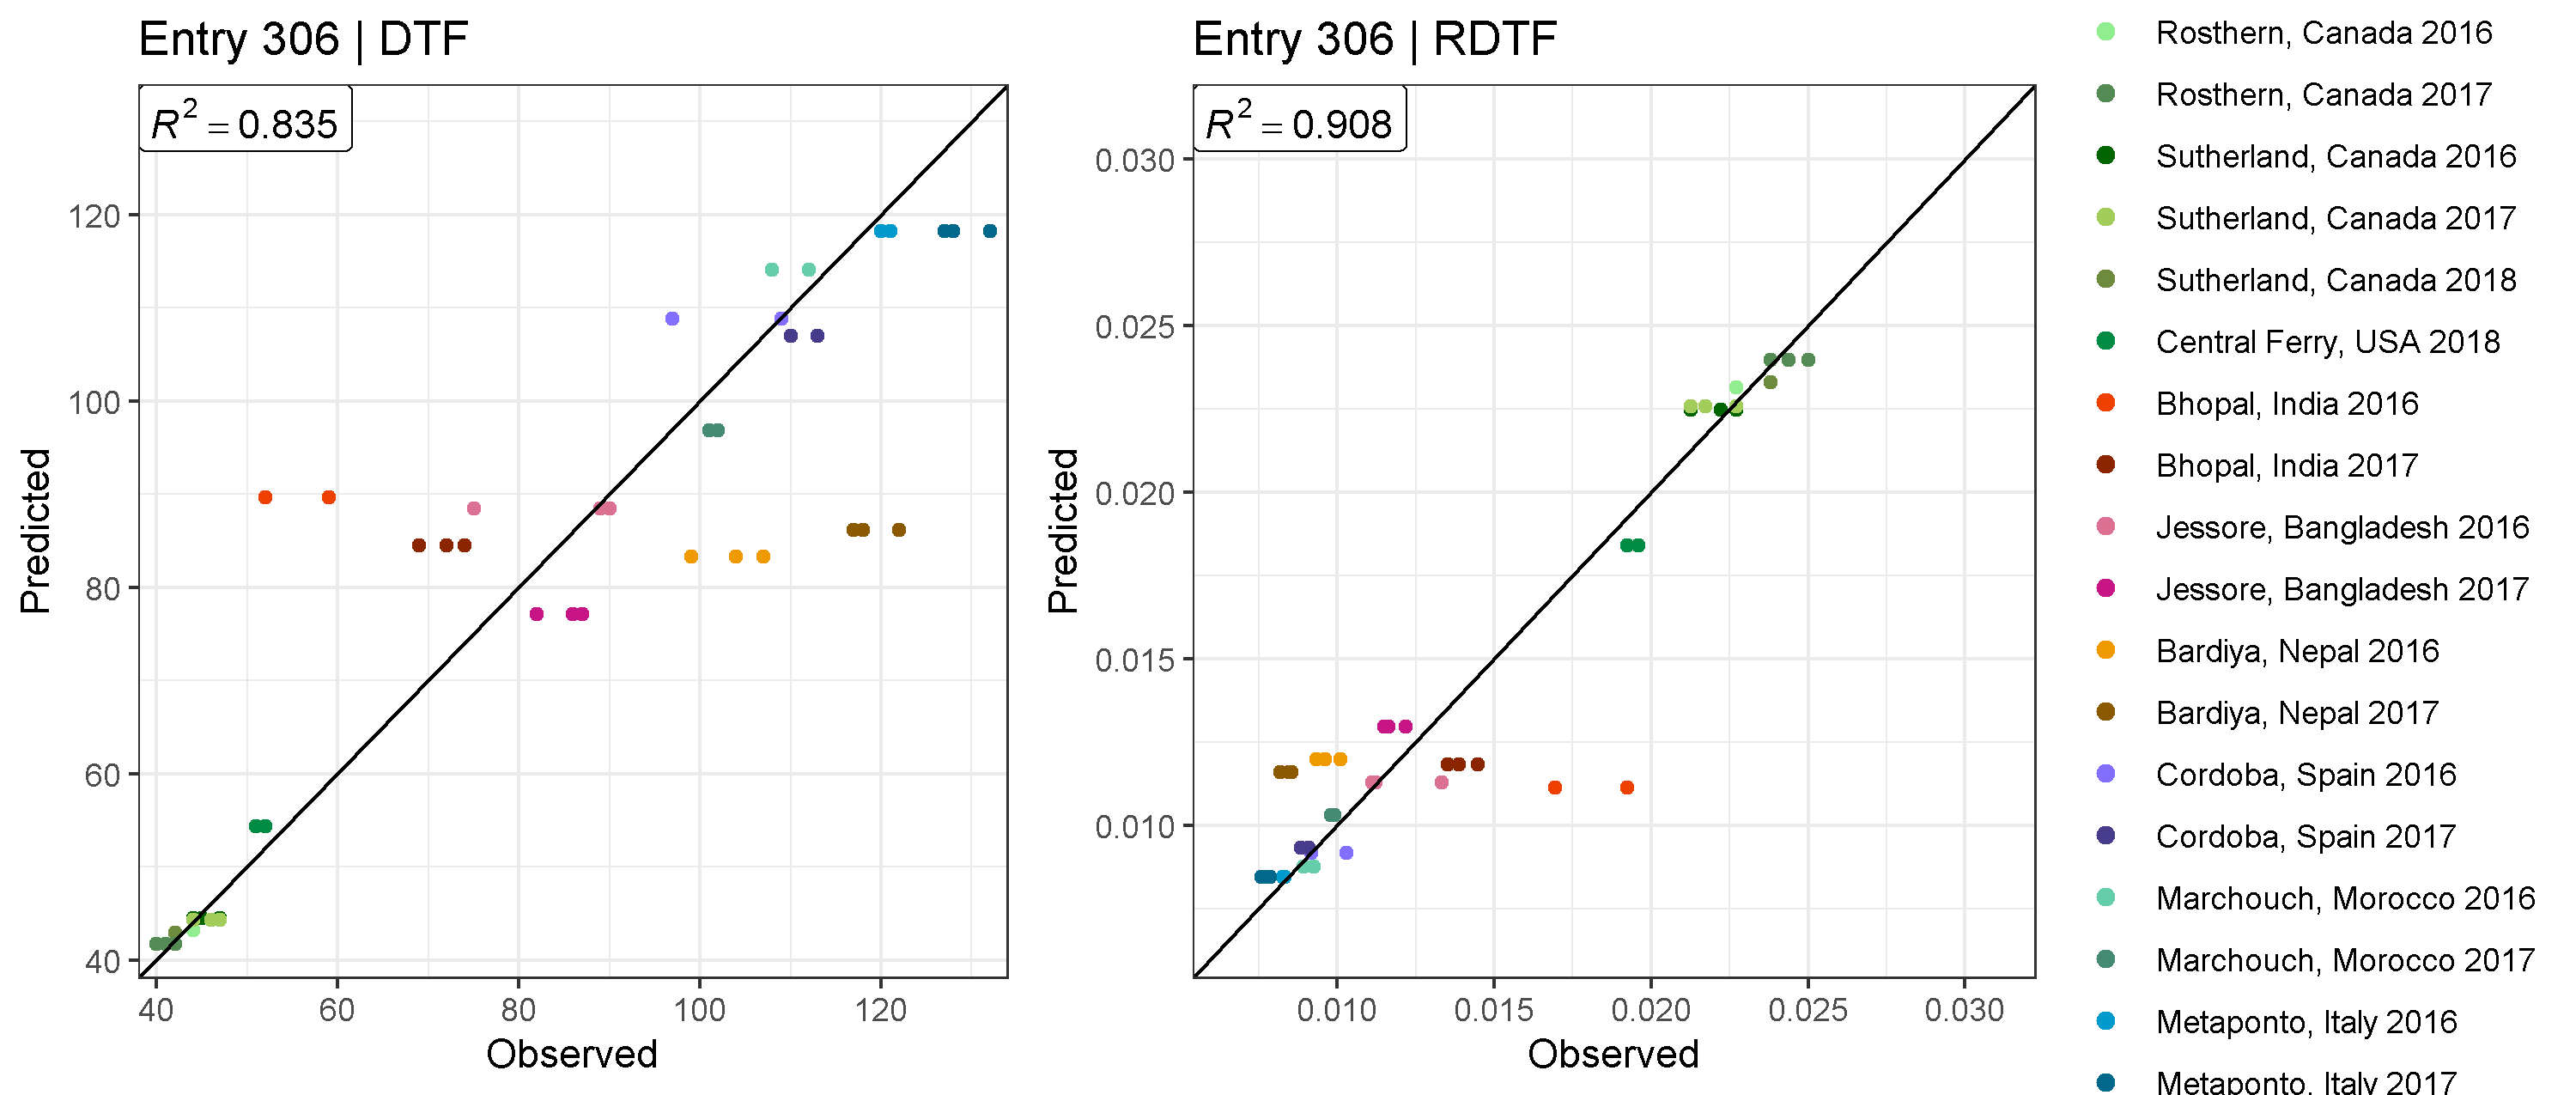 Entry 306 | DTF
R² = 0.835
120
100
80
60
40
Predicted
40 60 80 100 120
Observed
Entry 306 | RDTF
R² = 0.908
0.030
0.025
0.020
0.015
0.010
Predicted
0.010 0.015 0.020 0.025 0.030
Observed
Rosthern, Canada 2016
Rosthern, Canada 2017
Sutherland, Canada 2016
Sutherland, Canada 2017
Sutherland, Canada 2018
Central Ferry, USA 2018
Bhopal, India 2016
Bhopal, India 2017
Jessore, Bangladesh 2016
Jessore, Bangladesh 2017
Bardiya, Nepal 2016
Bardiya, Nepal 2017
Cordoba, Spain 2016
Cordoba, Spain 2017
Marchouch, Morocco 2016
Marchouch, Morocco 2017
Metaponto, Italy 2016
Metaponto, Italy 2017